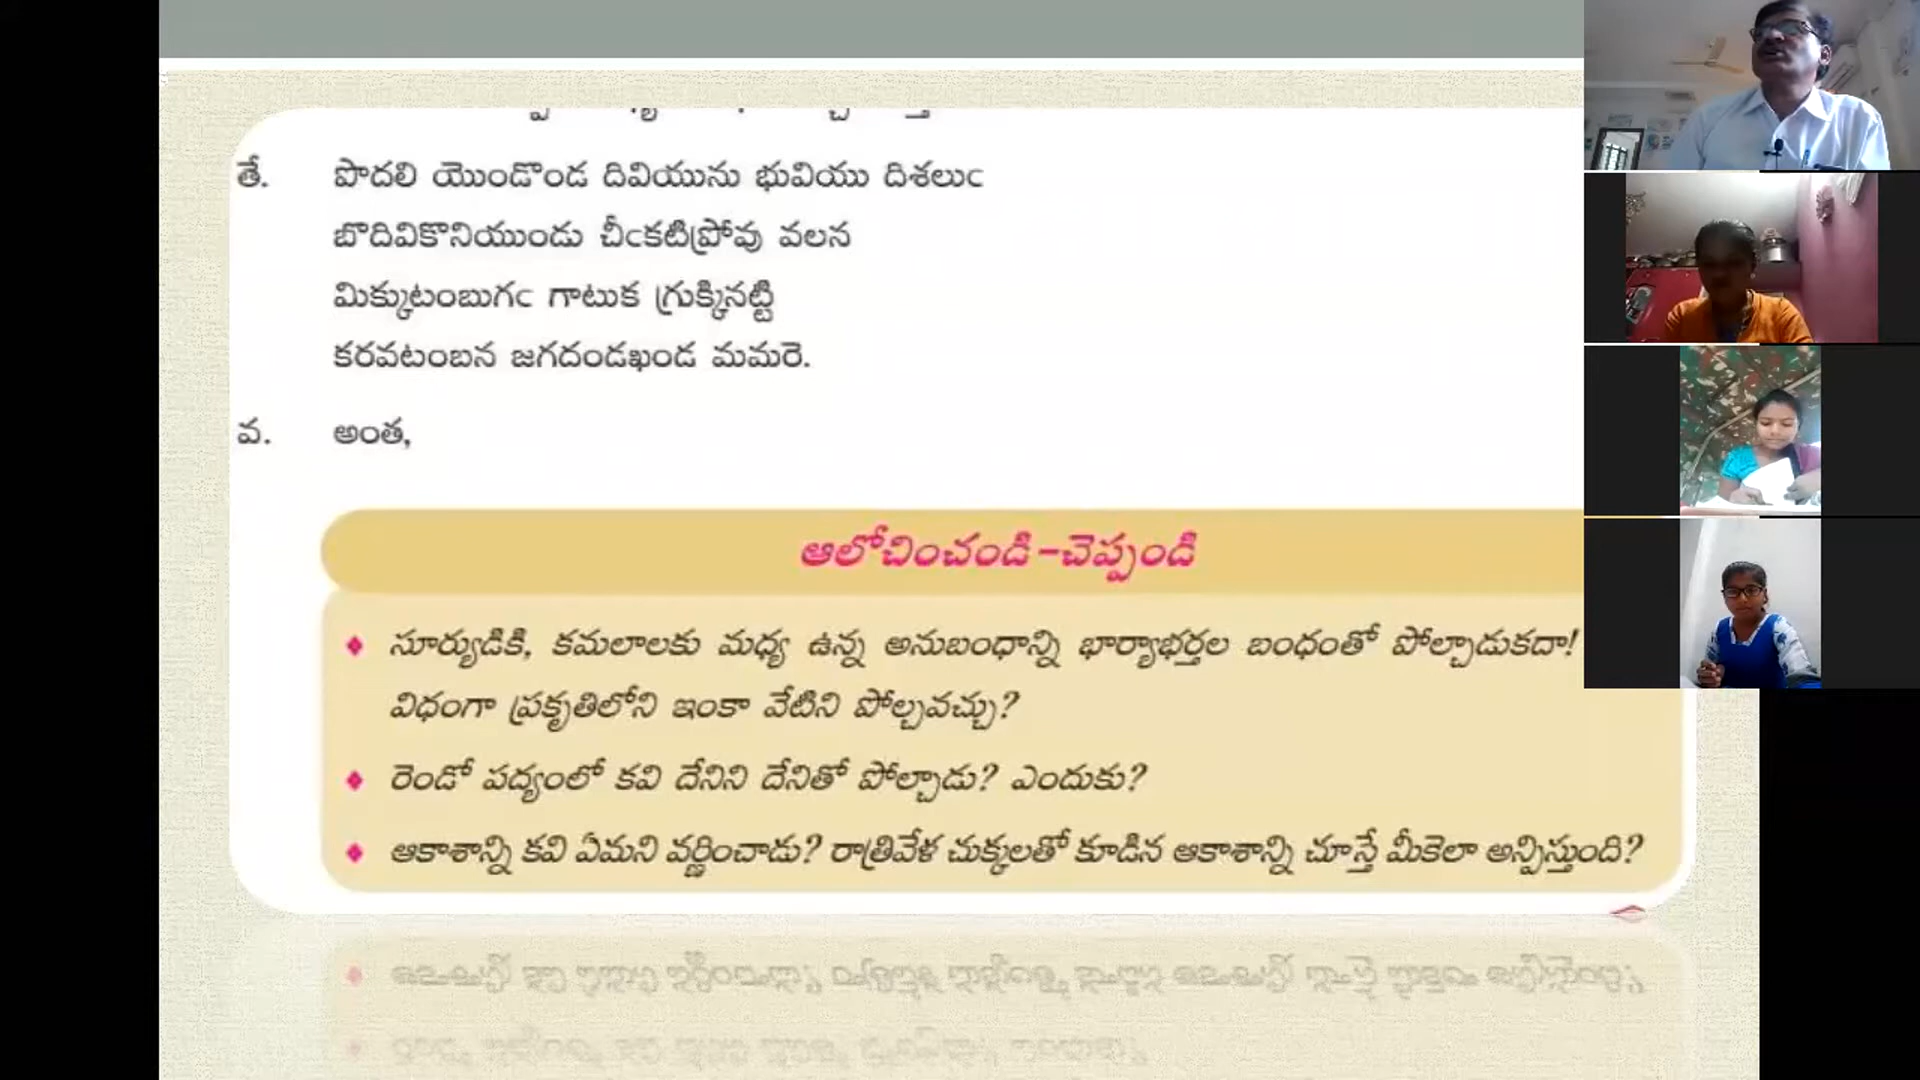 తే. పొదలి యొండొండ దివియును భువియు దిశలుఁ
బొదివికొనియుండు చీఁకటిప్రోవు వలన
మిక్కుటంబుగఁ గాటుక గ్రుక్కినట్టి
కరవటంబన జగదండఖండ మమరె.
వ. అంత,
ఆలోచించండి-చెప్పండి
♦ సూర్యుడికి, కమలాలకు మధ్య ఉన్న అనుబంధాన్ని భార్యాభర్తల బంధంతో పోల్చాడుకదా!
విధంగా ప్రకృతిలోని ఇంకా వేటిని పోల్చవచ్చు?
♦ రెండో పద్యంలో కవి దేనిని దేనితో పోల్చాడు? ఎందుకు?
♦ ఆకాశాన్ని కవి ఏమని వర్ణించాడు? రాత్రివేళ చుక్కలతో కూడిన ఆకాశాన్ని చూస్తే మీకెలా అన్పిస్తుంది?